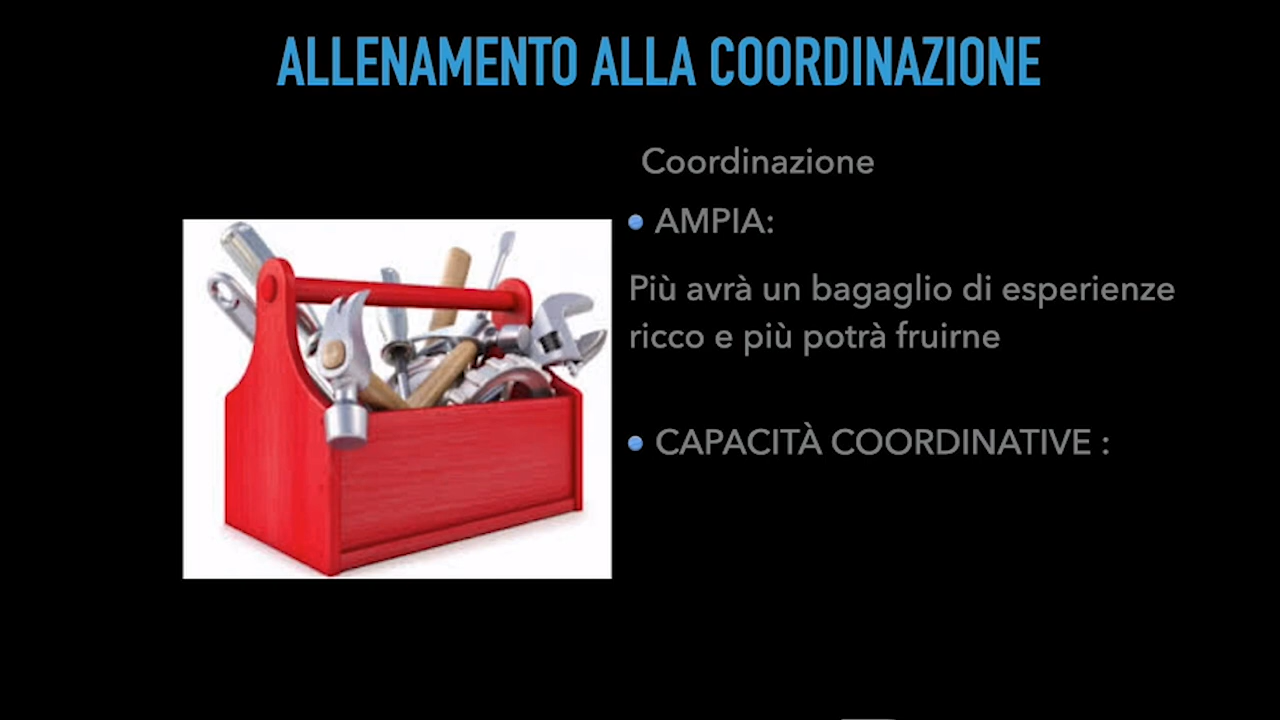 ALLENAMENTO ALLA COORDINAZIONE
Coordinazione
AMPIA:
Più avrà un bagaglio di esperienze
ricco e più potrà fruirne
CAPACITÀ COORDINATIVE :